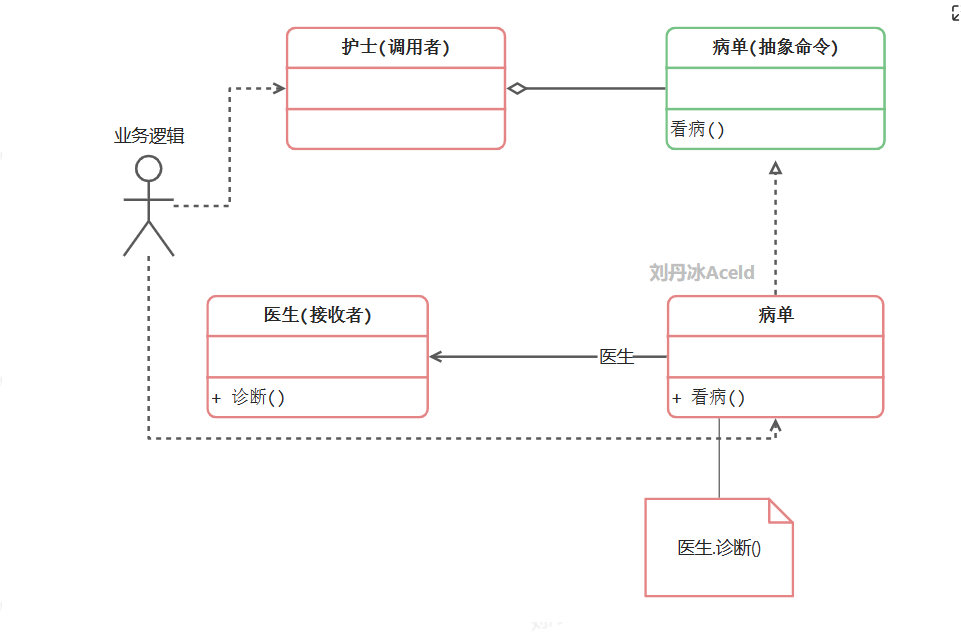 护士(调用者)
病单(抽象命令)
看病()
业务逻辑
刘丹冰Aceld
医生(接收者)
+ 诊断()
医生
病单
+ 看病()
医生.诊断()